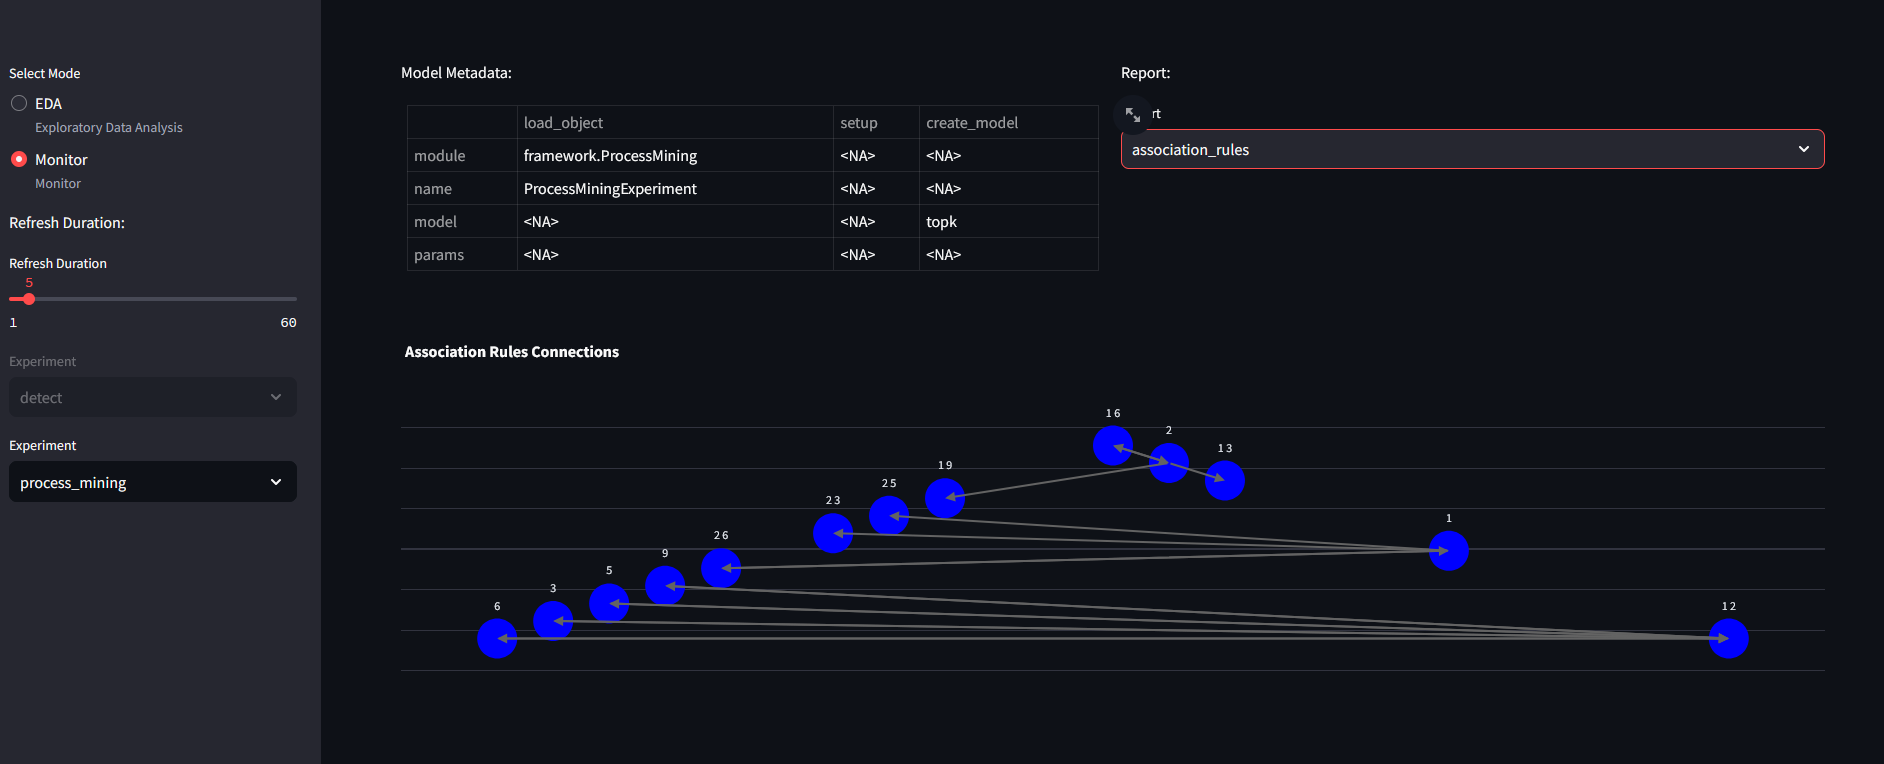 Select Mode
EDA
Exploratory Data Analysis
Monitor
Monitor
Refresh Duration:
Refresh Duration
5
1 60
Experiment
detect
Experiment
process_mining
Model Metadata:
load_object setup create_model
module framework.ProcessMining <NA> <NA>
name ProcessMiningExperiment <NA> <NA>
model <NA> <NA> topk
params <NA> <NA> <NA>
Report:
rt
association_rules
Association Rules Connections
16
2
13
19
25
23
1
26
9
5
3
6
12